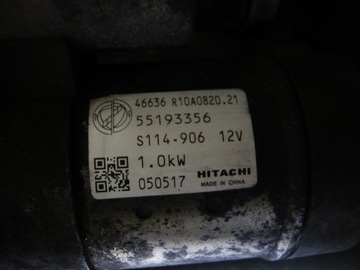 46636 R10A0820.21
55193356
S114-906 12V
1.0kW
HITACHI
050517
MADE IN CHINA